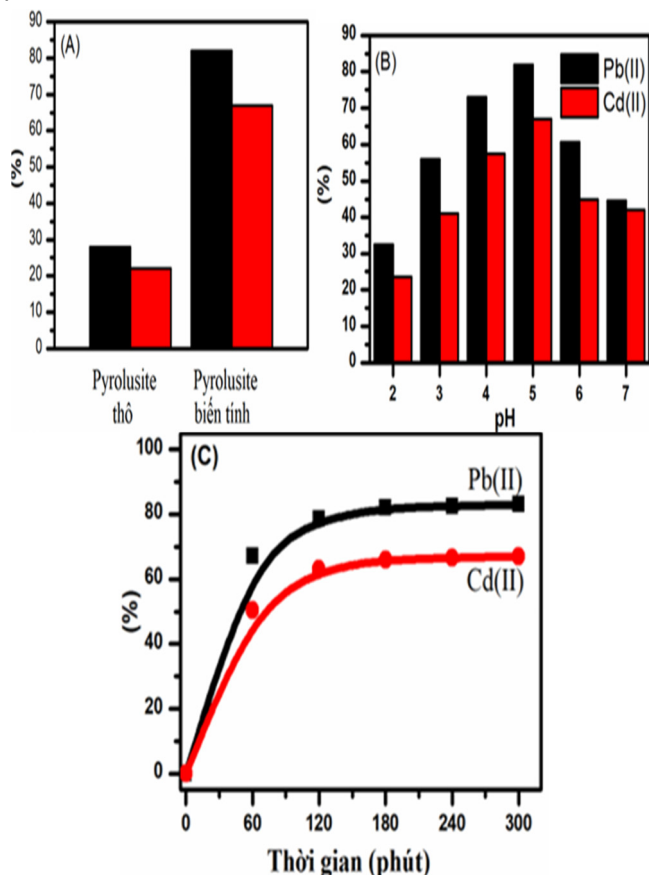 (A)
90
80
70
60
50
40
30
20
10
0
(%)
Pyrolusite
thô
Pyrolusite
biến tính
(B)
90
80
70
60
50
40
30
20
10
0
(%)
Pb(II)
Cd(II)
2 3 4 5 6 7
pH
(C)
100
80
60
40
20
0
(%)
Pb(II)
Cd(II)
0 60 120 180 240 300
Thời gian (phút)